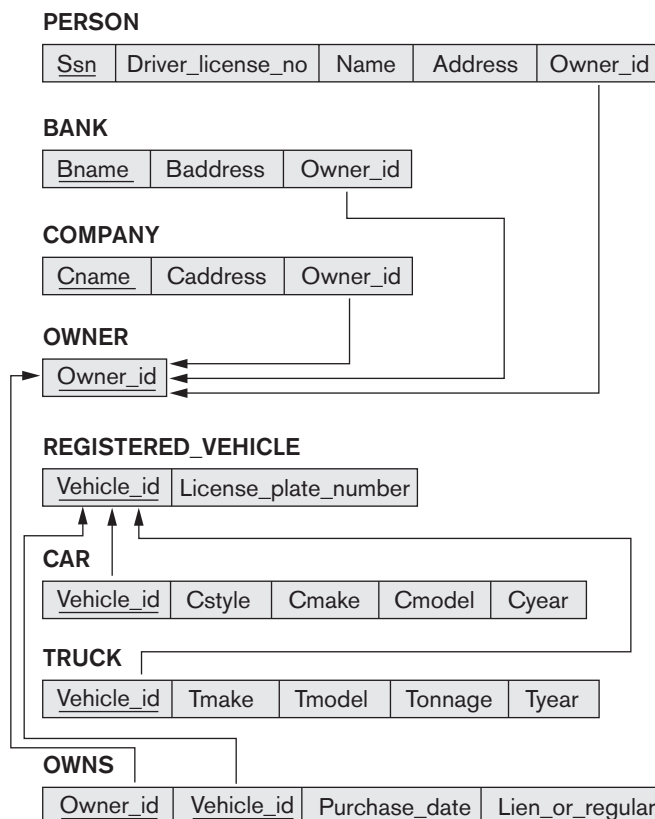 PERSON
Ssn Driver_license_no Name Address Owner_id
BANK
Bname Baddress Owner_id
COMPANY
Cname Caddress Owner_id
OWNER
Owner_id
REGISTERED_VEHICLE
Vehicle_id License_plate_number
CAR
Vehicle_id Cstyle Cmake Cmodel Cyear
TRUCK
Vehicle_id Tmake Tmodel Tonnage Tyear
OWNS
Owner_id Vehicle_id Purchase_date Lien_or_regular